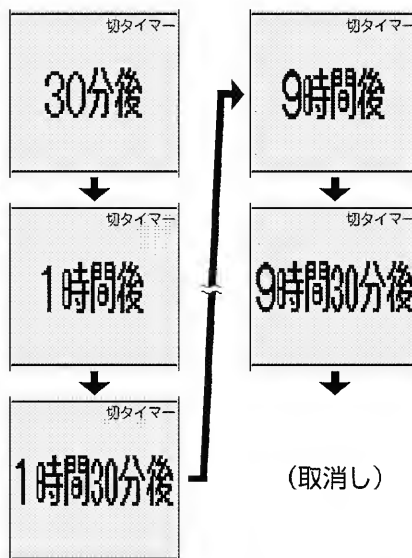 切タイマー
30分後
切タイマー
1時間後
切タイマー
1時間30分後
切タイマー
9時間後
切タイマー
9時間30分後
(取消し)